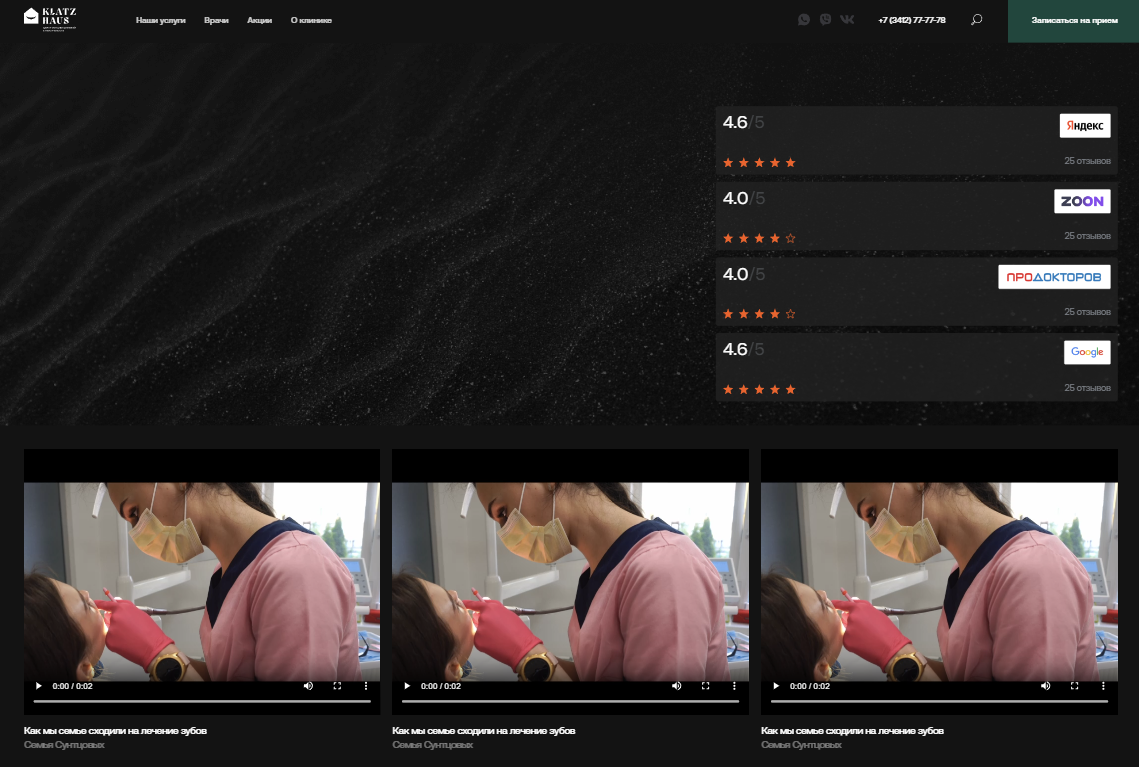 KLATZ
HAUS
Наши услуги Врачи Акции О клинике
+7 (3412) 77-77-78
Записаться на прием
4.6/5
Яндекс
25 отзывов
4.0/5
ZOON
25 отзывов
4.0/5
ПРОДОКТОРОВ
25 отзывов
4.6/5
Google
25 отзывов
0:00 / 0:02
0:00 / 0:02
0:00 / 0:02
Как мы семье сходили на лечение зубов
Семья Сунтцовых
Как мы семье сходили на лечение зубов
Семья Сунтцовых
Как мы семье сходили на лечение зубов
Семья Сунтцовых